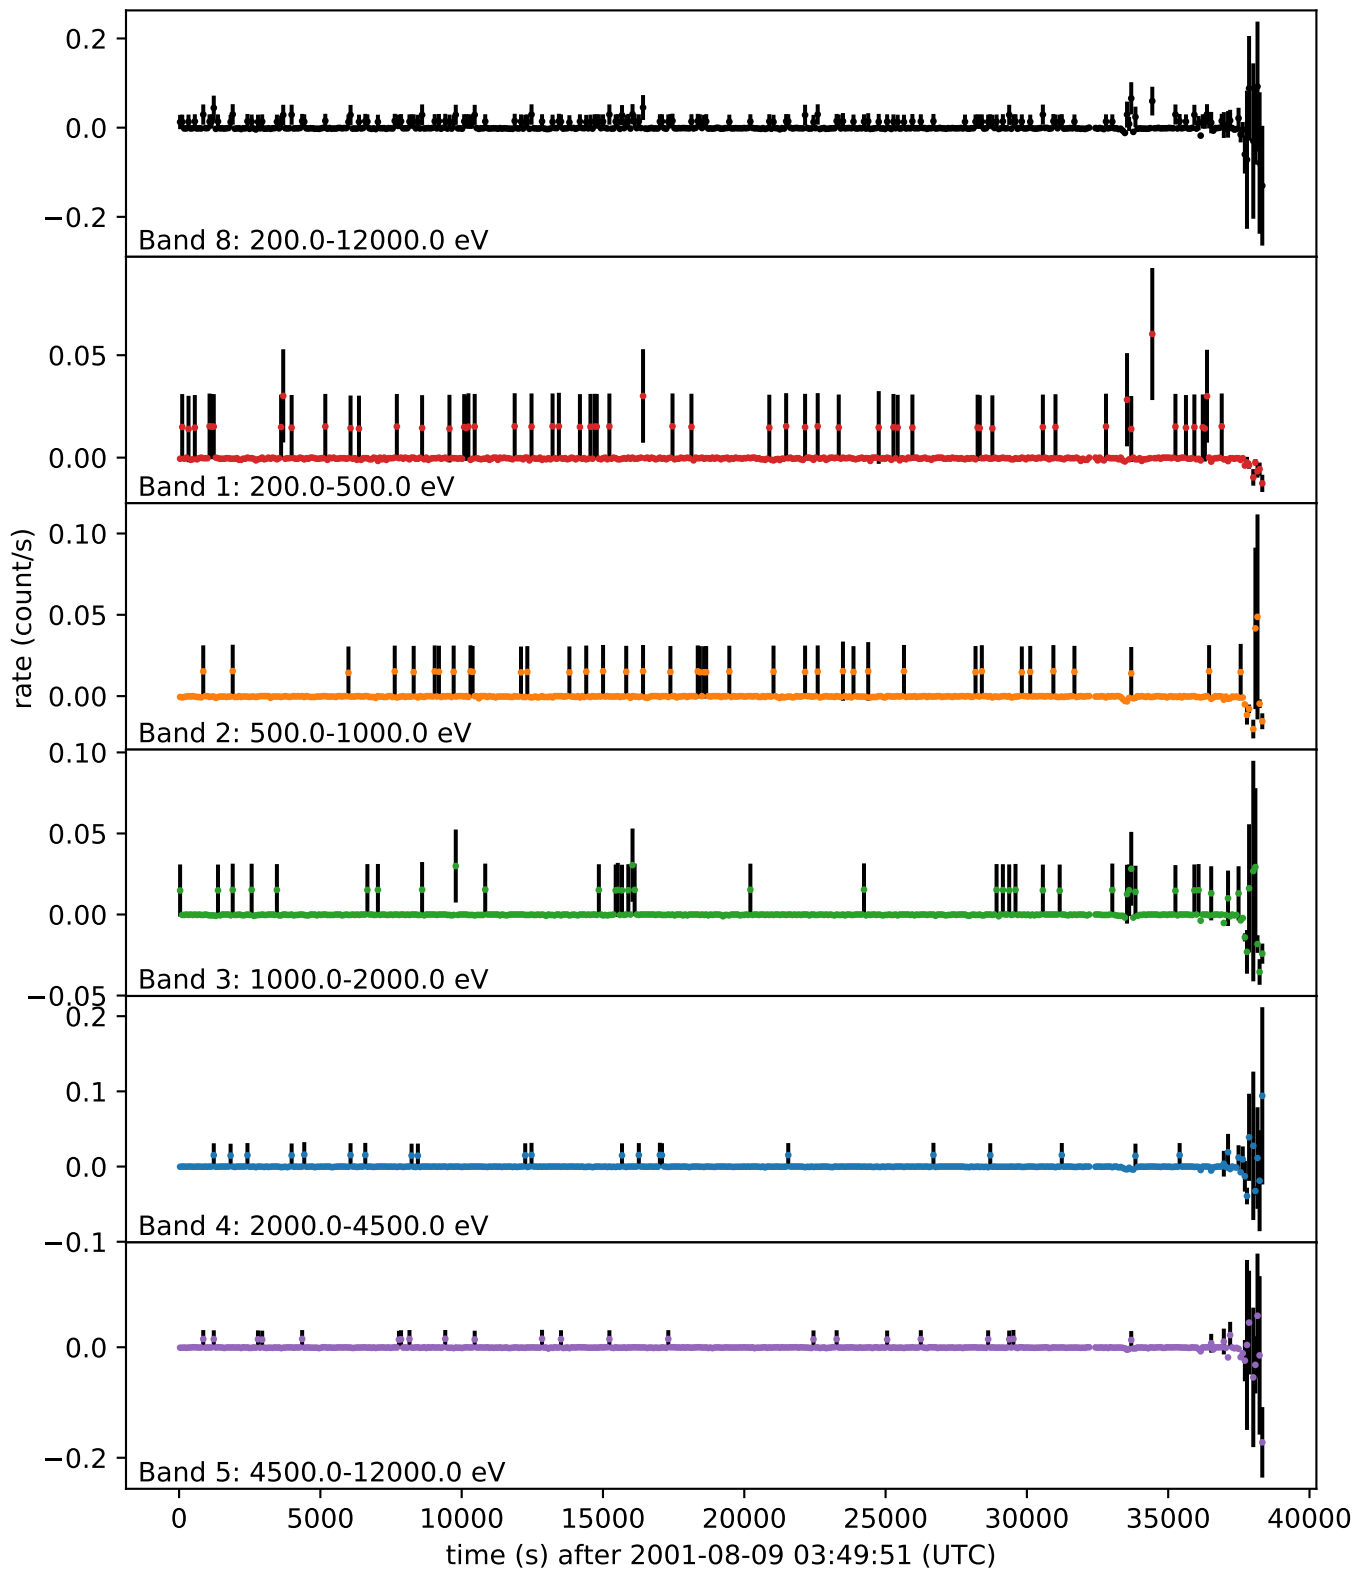 0.2
0.0
−0.2
Band 8: 200.0-12000.0 eV
0.05
0.00
Band 1: 200.0-500.0 eV
rate (count/s)
0.10
0.05
0.00
Band 2: 500.0-1000.0 eV
0.10
0.05
0.00
−0.05
Band 3: 1000.0-2000.0 eV
0.2
0.1
0.0
−0.1
Band 4: 2000.0-4500.0 eV
0.0
−0.2
Band 5: 4500.0-12000.0 eV
0 5000 10000 15000 20000 25000 30000 35000 40000
time (s) after 2001-08-09 03:49:51 (UTC)